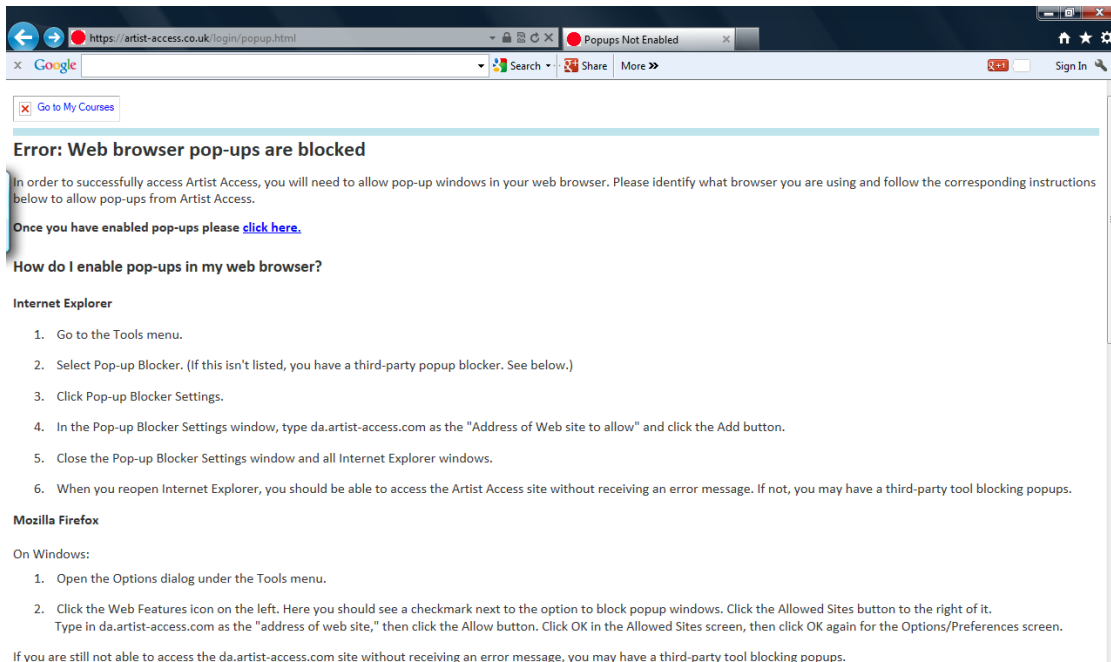 https://artist-access.co.uk/login/popup.html
Popups Not Enabled
x Google Search Share More >> g+1 Sign In
Go to My Courses
Error: Web browser pop-ups are blocked
In order to successfully access Artist Access, you will need to allow pop-up windows in your web browser. Please identify what browser you are using and follow the corresponding instructions
below to allow pop-ups from Artist Access.
Once you have enabled pop-ups please click here.
How do I enable pop-ups in my web browser?
Internet Explorer
1. Go to the Tools menu.
2. Select Pop-up Blocker. (If this isn't listed, you have a third-party popup blocker. See below.)
3. Click Pop-up Blocker Settings.
4. In the Pop-up Blocker Settings window, type da.artist-access.com as the "Address of Web site to allow" and click the Add button.
5. Close the Pop-up Blocker Settings window and all Internet Explorer windows.
6. When you reopen Internet Explorer, you should be able to access the Artist Access site without receiving an error message. If not, you may have a third-party tool blocking popups.
Mozilla Firefox
On Windows:
1. Open the Options dialog under the Tools menu.
2. Click the Web Features icon on the left. Here you should see a checkmark next to the option to block popup windows. Click the Allowed Sites button to the right of it.
Type in da.artist-access.com as the "address of web site," then click the Allow button. Click OK in the Allowed Sites screen, then click OK again for the Options/Preferences screen.
If you are still not able to access the da.artist-access.com site without receiving an error message, you may have a third-party tool blocking popups.